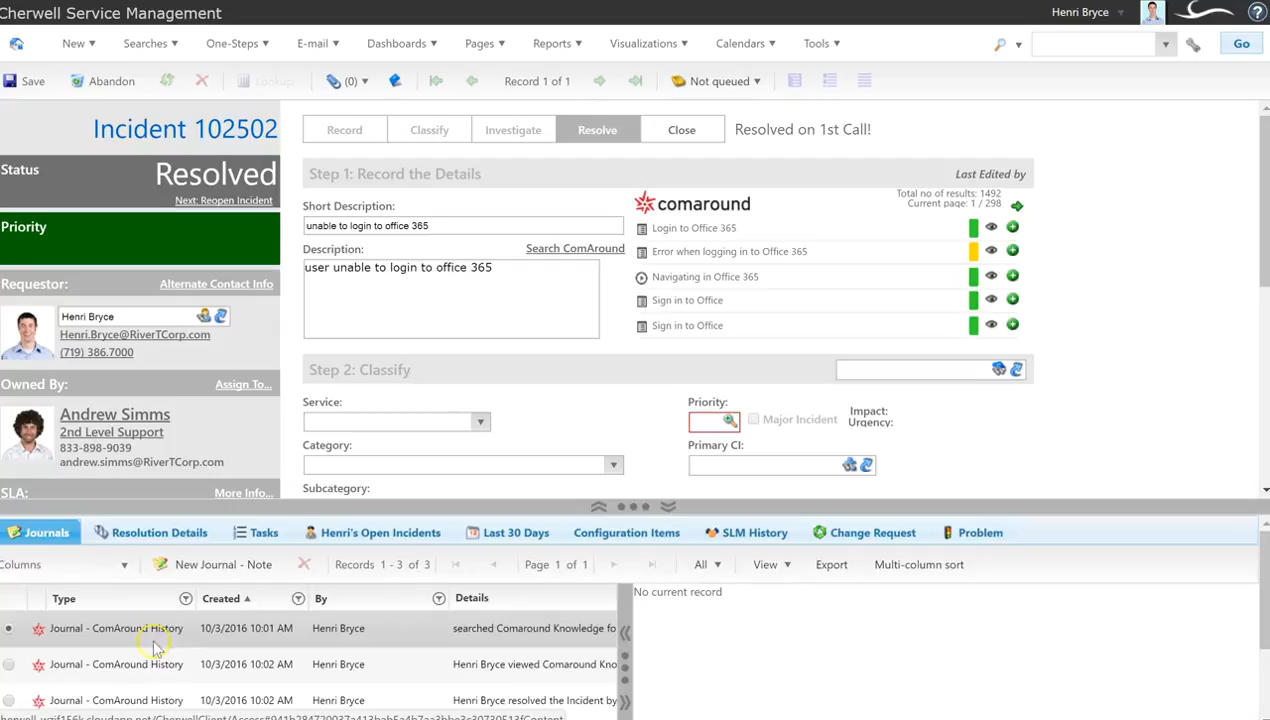 Cherwell Service Management
Henri Bryce
New
Searches
One-Steps
E-mail
Dashboards
Pages
Reports
Visualizations
Calendars
Tools
Go
Save
Abandon
Lookup
(0)
Record 1 of 1
Not queued
Incident 102502
Record
Classify
Investigate
Resolve
Close
Resolved on 1st Call!
Status
Resolved
Next: Reopen Incident
Priority
Requestor:
Alternate Contact Info
Henri Bryce
Henri.Bryce@RiverTCorp.com
(719) 386.7000
Owned By:
Assign To...
Andrew Simms
2nd Level Support
833-898-9039
andrew.simms@RiverTCorp.com
SLA:
More Info...
Step 1: Record the Details
Last Edited by
Short Description:
unable to login to office 365
Description:
Search ComAround
user unable to login to office 365
comaround
Total no of results: 1492
Current page: 1 / 298
Login to Office 365
Error when logging in to Office 365
Navigating in Office 365
Sign in to Office
Sign in to Office
Step 2: Classify
Service:
Priority:
Major Incident
Impact:
Urgency:
Category:
Primary CI:
Subcategory:
Journals
Resolution Details
Tasks
Henri's Open Incidents
Last 30 Days
Configuration Items
SLM History
Change Request
Problem
Columns
New Journal - Note
Records 1 - 3 of 3
Page 1 of 1
All
View
Export
Multi-column sort
Type
Created
By
Details
No current record
Journal - ComAround History
10/3/2016 10:01 AM
Henri Bryce
searched Comaround Knowledge fo
Journal - ComAround History
10/3/2016 10:02 AM
Henri Bryce
Henri Bryce viewed Comaround Kno
Journal - ComAround History
10/3/2016 10:02 AM
Henri Bryce
Henri Bryce resolved the Incident by